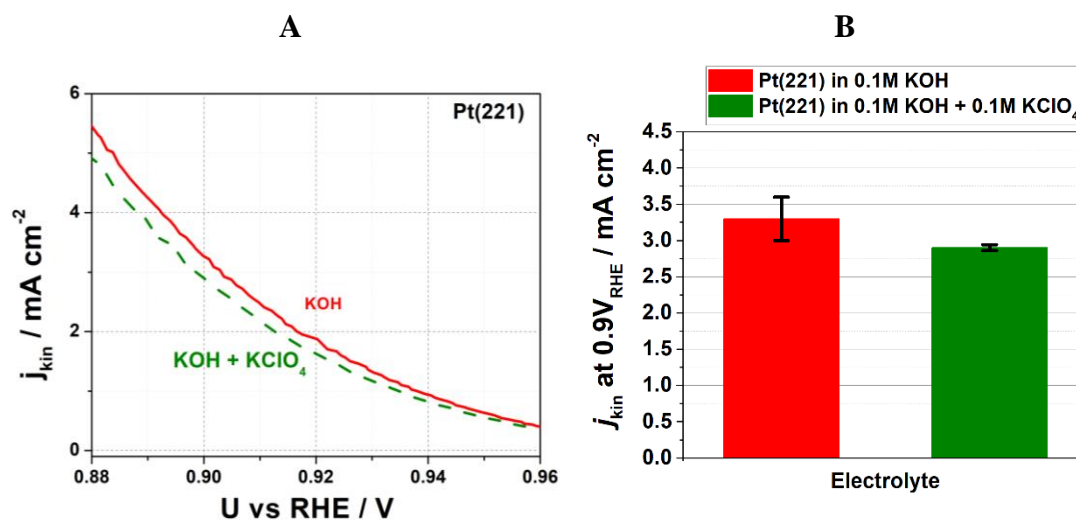 A
B
Pt(221)
KOH
KOH + KClO4
6
4
2
0
0.88 0.90 0.92 0.94 0.96
U vs RHE / V
jkin / mA cm-2
Pt(221) in 0.1M KOH
Pt(221) in 0.1M KOH + 0.1M KClO4
4.5
4.0
3.5
3.0
2.5
2.0
1.5
1.0
0.5
0.0
Electrolyte
jkin at 0.9VRHE / mA cm-2